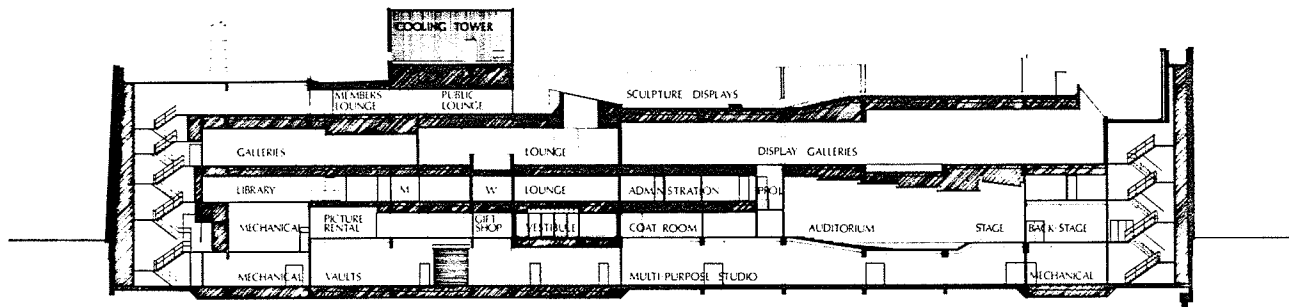 COOLING TOWER
MEMBERS LOUNGE
PUBLIC LOUNGE
SCULPTURE DISPLAYS
GALLERIES
LOUNGE
DISPLAY GALLERIES
LIBRARY
M
W
LOUNGE
ADMINISTRATION
PROJ.
MECHANICAL
PICTURE RENTAL
GIFT SHOP
VESTIBULE
COAT ROOM
AUDITORIUM
STAGE
BACK STAGE
MECHANICAL
VAULTS
MULTI-PURPOSE STUDIO
MECHANICAL